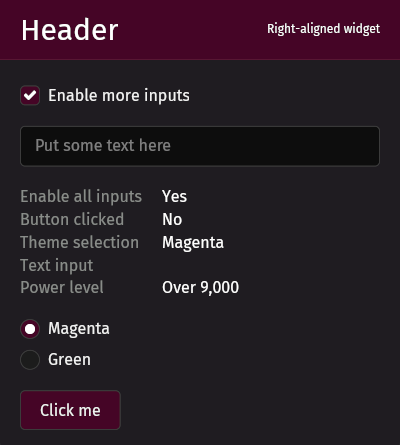 Header
Right-aligned widget
Enable more inputs
Put some text here
Enable all inputs Yes
Button clicked No
Theme selection Magenta
Text input
Power level Over 9,000
Magenta
Green
Click me